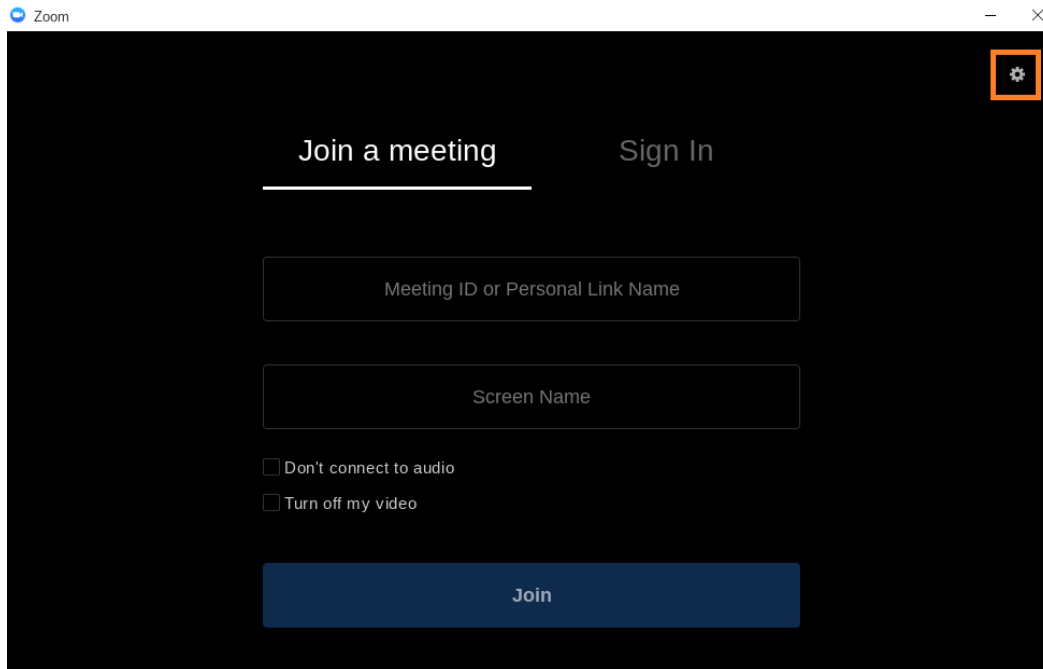 Zoom
Join a meeting
Sign In
Meeting ID or Personal Link Name
Screen Name
Don't connect to audio
Turn off my video
Join